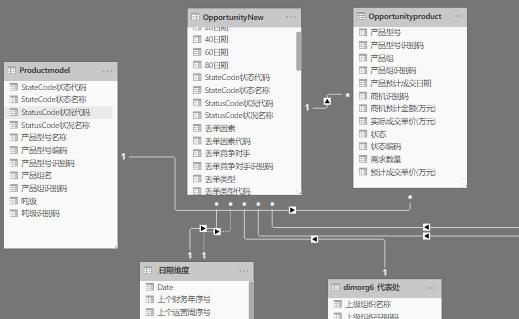 Productmodel
StateCode状态代码
StateCode状态名称
StatusCode状况代码
StatusCode状况名称
产品型号名称
产品型号编码
产品型号识别码
产品组名
产品组识别码
吨级
吨级识别码
OpportunityNew
20日期
40日期
60日期
80日期
StateCode状态代码
StateCode状态名称
StatusCode状况代码
StatusCode状况名称
丢单因素
丢单因素代码
丢单竞争对手
丢单竞争对手识别码
丢单类型
丢单类型代码
Opportunityproduct
产品型号
产品型号识别码
产品组
产品组识别码
产品预计成交日期
商机识别码
商机预计金额(万元)
实际成交单价(万元)
状态
状态编码
需求数量
预计成交单价(万元)
1
*
1
*
* * * * *
1 1
1
日期维度
Date
上个财务年序号
上个运营周序号
dimorg6 代表处
上级组织名称
上级组织识别码